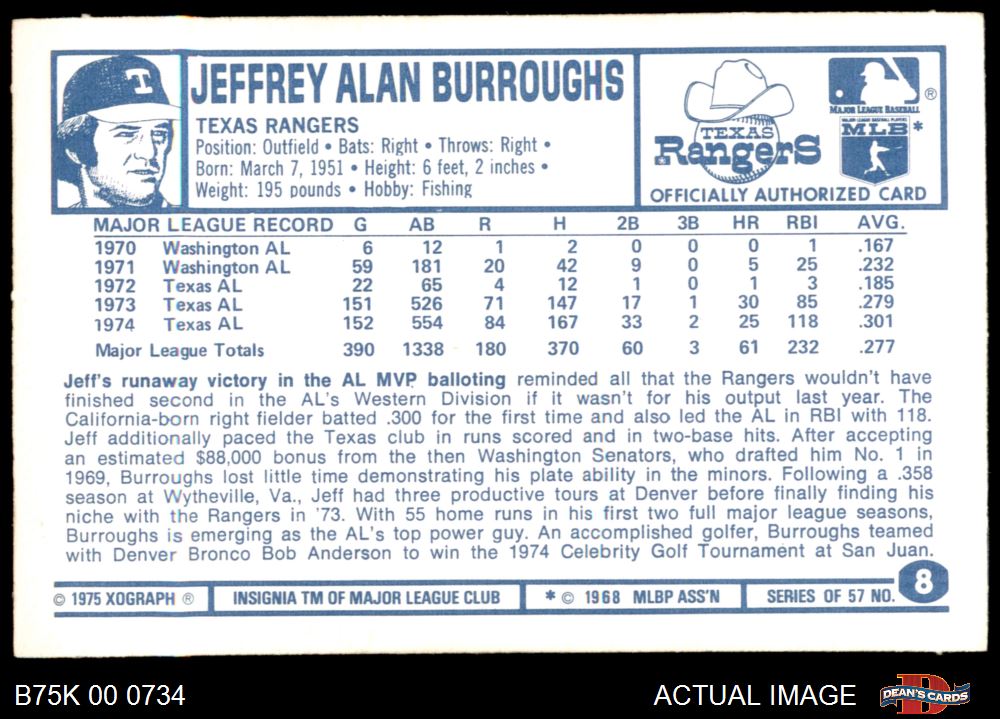 JEFFREY ALAN BURROUGHS
TEXAS RANGERS
Position: Outfield • Bats: Right • Throws: Right •
Born: March 7, 1951 • Height: 6 feet, 2 inches •
Weight: 195 pounds • Hobby: Fishing
T
TEXAS
RangerS
OFFICIALLY AUTHORIZED CARD
MAJOR LEAGUE BASEBALL ®
MAJOR LEAGUE BASEBALL PLAYERS
MLB *
MAJOR LEAGUE RECORD G AB R H 2B 3B HR RBI AVG.
1970 Washington AL 6 12 1 2 0 0 0 1 .167
1971 Washington AL 59 181 20 42 9 0 5 25 .232
1972 Texas AL 22 65 4 12 1 0 1 3 .185
1973 Texas AL 151 526 71 147 17 1 30 85 .279
1974 Texas AL 152 554 84 167 33 2 25 118 .301
Major League Totals 390 1338 180 370 60 3 61 232 .277
Jeff's runaway victory in the AL MVP balloting reminded all that the Rangers wouldn't have
finished second in the AL's Western Division if it wasn't for his output last year. The
California-born right fielder batted .300 for the first time and also led the AL in RBI with 118.
Jeff additionally paced the Texas club in runs scored and in two-base hits. After accepting
an estimated $88,000 bonus from the then Washington Senators, who drafted him No. 1 in
1969, Burroughs lost little time demonstrating his plate ability in the minors. Following a .358
season at Wytheville, Va., Jeff had three productive tours at Denver before finally finding his
niche with the Rangers in '73. With 55 home runs in his first two full major league seasons,
Burroughs is emerging as the AL's top power guy. An accomplished golfer, Burroughs teamed
with Denver Bronco Bob Anderson to win the 1974 Celebrity Golf Tournament at San Juan.
© 1975 XOGRAPH ® INSIGNIA TM OF MAJOR LEAGUE CLUB * © 1968 MLBP ASS'N SERIES OF 57 NO. 8
B75K 00 0734 ACTUAL IMAGE DEAN'S CARDS